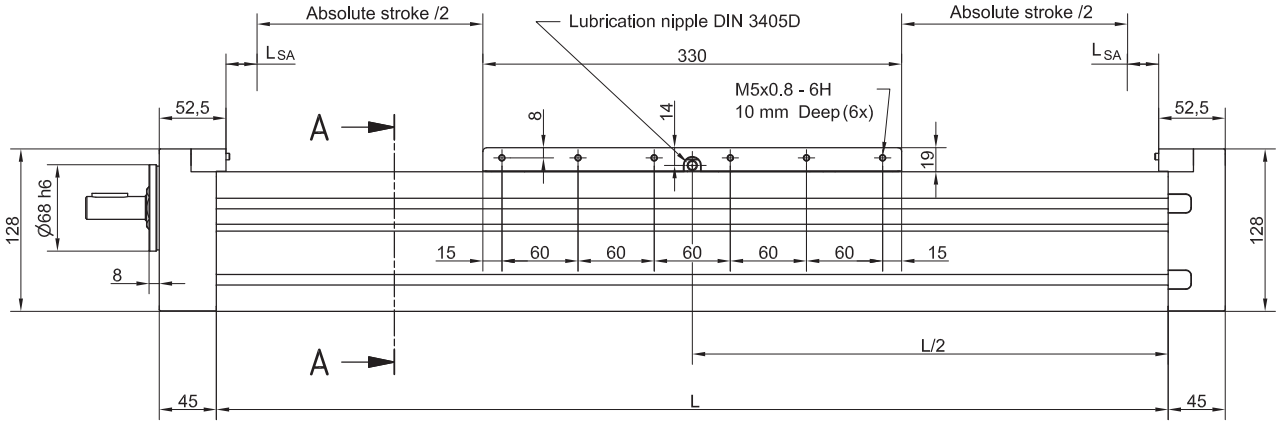 Absolute stroke /2
Lubrication nipple DIN 3405D
Absolute stroke /2
LSA
330
LSA
M5x0.8 - 6H
10 mm Deep (6x)
52,5
52,5
A
8
14
19
128
Ø68 h6
128
15
60
60
60
60
60
15
8
A
L/2
45
L
45